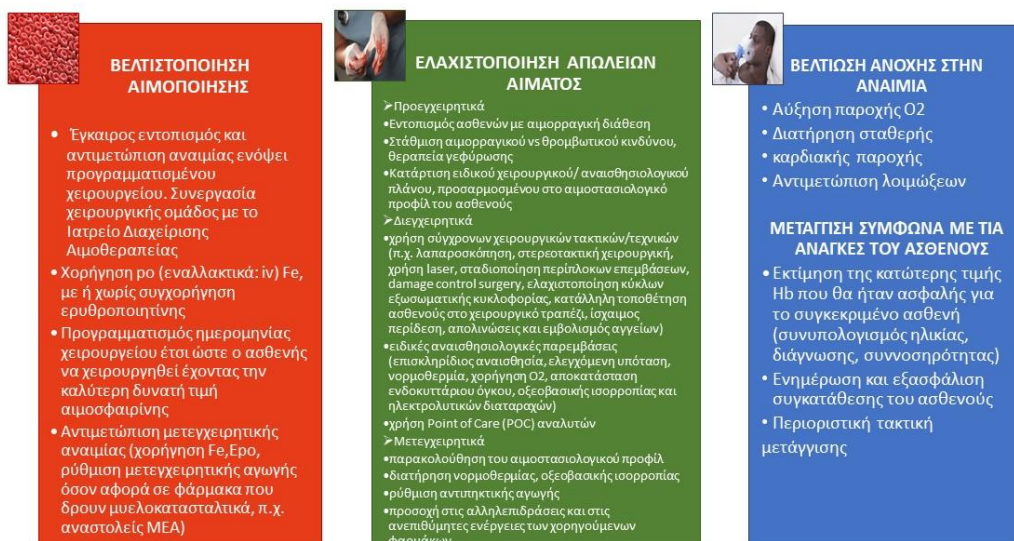 ΒΕΛΤΙΣΤΟΠΟΙΗΣΗ
ΑΙΜΟΠΟΙΗΣΗΣ
• Έγκαιρος εντοπισμός και
αντιμετώπιση αναιμίας ενόψει
προγραμματισμένου
χειρουργείου. Συνεργασία
χειρουργικής ομάδος με το
Ιατρείο Διαχείρισης
Αιμοθεραπείας
• Χορήγηση po (εναλλακτικά: iv) Fe,
με ή χωρίς συγχορήγηση
ερυθροποιητίνης
• Προγραμματισμός ημερομηνίας
χειρουργείου έτσι ώστε ο ασθενής
να χειρουργηθεί έχοντας την
καλύτερη δυνατή τιμή
αιμοσφαιρίνης
• Αντιμετώπιση μετεγχειρητικής
αναιμίας (χορήγηση Fe,Epo,
ρύθμιση μετεγχειρητικής αγωγής
όσον αφορά σε φάρμακα που
δρουν μυελοκατασταλτικά, π.χ.
αναστολείς ΜΕΑ)
ΕΛΑΧΙΣΤΟΠΟΙΗΣΗ ΑΠΩΛΕΙΩΝ
ΑΙΜΑΤΟΣ
➢Προεγχειρητικά
•Εντοπισμός ασθενών με αιμορραγική διάθεση
•Στάθμιση αιμορραγικού vs θρομβωτικού κινδύνου,
θεραπεία γεφύρωσης
•Κατάρτιση ειδικού χειρουργικού/ αναισθησιολογικού
πλάνου, προσαρμοσμένου στο αιμοστασιολογικό
προφίλ του ασθενούς
➢Διεγχειρητικά
•χρήση σύγχρονων χειρουργικών τακτικών/τεχνικών
(π.χ. λαπαροσκόπηση, στερεοτακτική χειρουργική,
χρήση laser, σταδιοποίηση περίπλοκων επεμβάσεων,
damage control surgery, ελαχιστοποίηση κύκλων
εξωσωματικής κυκλοφορίας, κατάλληλη τοποθέτηση
ασθενούς στο χειρουργικό τραπέζι, ίσχαιμος
περίδεση, απολινώσεις και εμβολισμός αγγείων)
•ειδικές αναισθησιολογικές παρεμβάσεις
(επισκληρίδιος αναισθησία, ελεγχόμενη υπόταση,
νορμοθερμία, χορήγηση Ο2, αποκατάσταση
ενδοκυττάριου όγκου, οξεοβασικής ισορροπίας και
ηλεκτρολυτικών διαταραχών)
•χρήση Point of Care (POC) αναλυτών
➢Μετεγχειρητικά
•παρακολούθηση του αιμοστασιολογικού προφίλ
•διατήρηση νορμοθερμίας, οξεοβασικής ισορροπίας
•ρύθμιση αντιπηκτικής αγωγής
•προσοχή στις αλληλεπιδράσεις και στις
ανεπιθύμητες ενέργειες των χορηγούμενων
φαρμάκων
ΒΕΛΤΙΩΣΗ ΑΝΟΧΗΣ ΣΤΗΝ
ΑΝΑΙΜΙΑ
• Αύξηση παροχής Ο2
• Διατήρηση σταθερής
• καρδιακής παροχής
• Αντιμετώπιση λοιμώξεων
ΜΕΤΑΓΓΙΣΗ ΣΥΜΦΩΝΑ ΜΕ ΤΙΑ
ΑΝΑΓΚΕΣ ΤΟΥ ΑΣΘΕΝΟΥΣ
• Εκτίμηση της κατώτερης τιμής
Hb που θα ήταν ασφαλής για
το συγκεκριμένο ασθενή
(συνυπολογισμός ηλικίας,
διάγνωσης, συννοσηρότητας)
• Ενημέρωση και εξασφάλιση
συγκατάθεσης του ασθενούς
• Περιοριστική τακτική
μετάγγισης